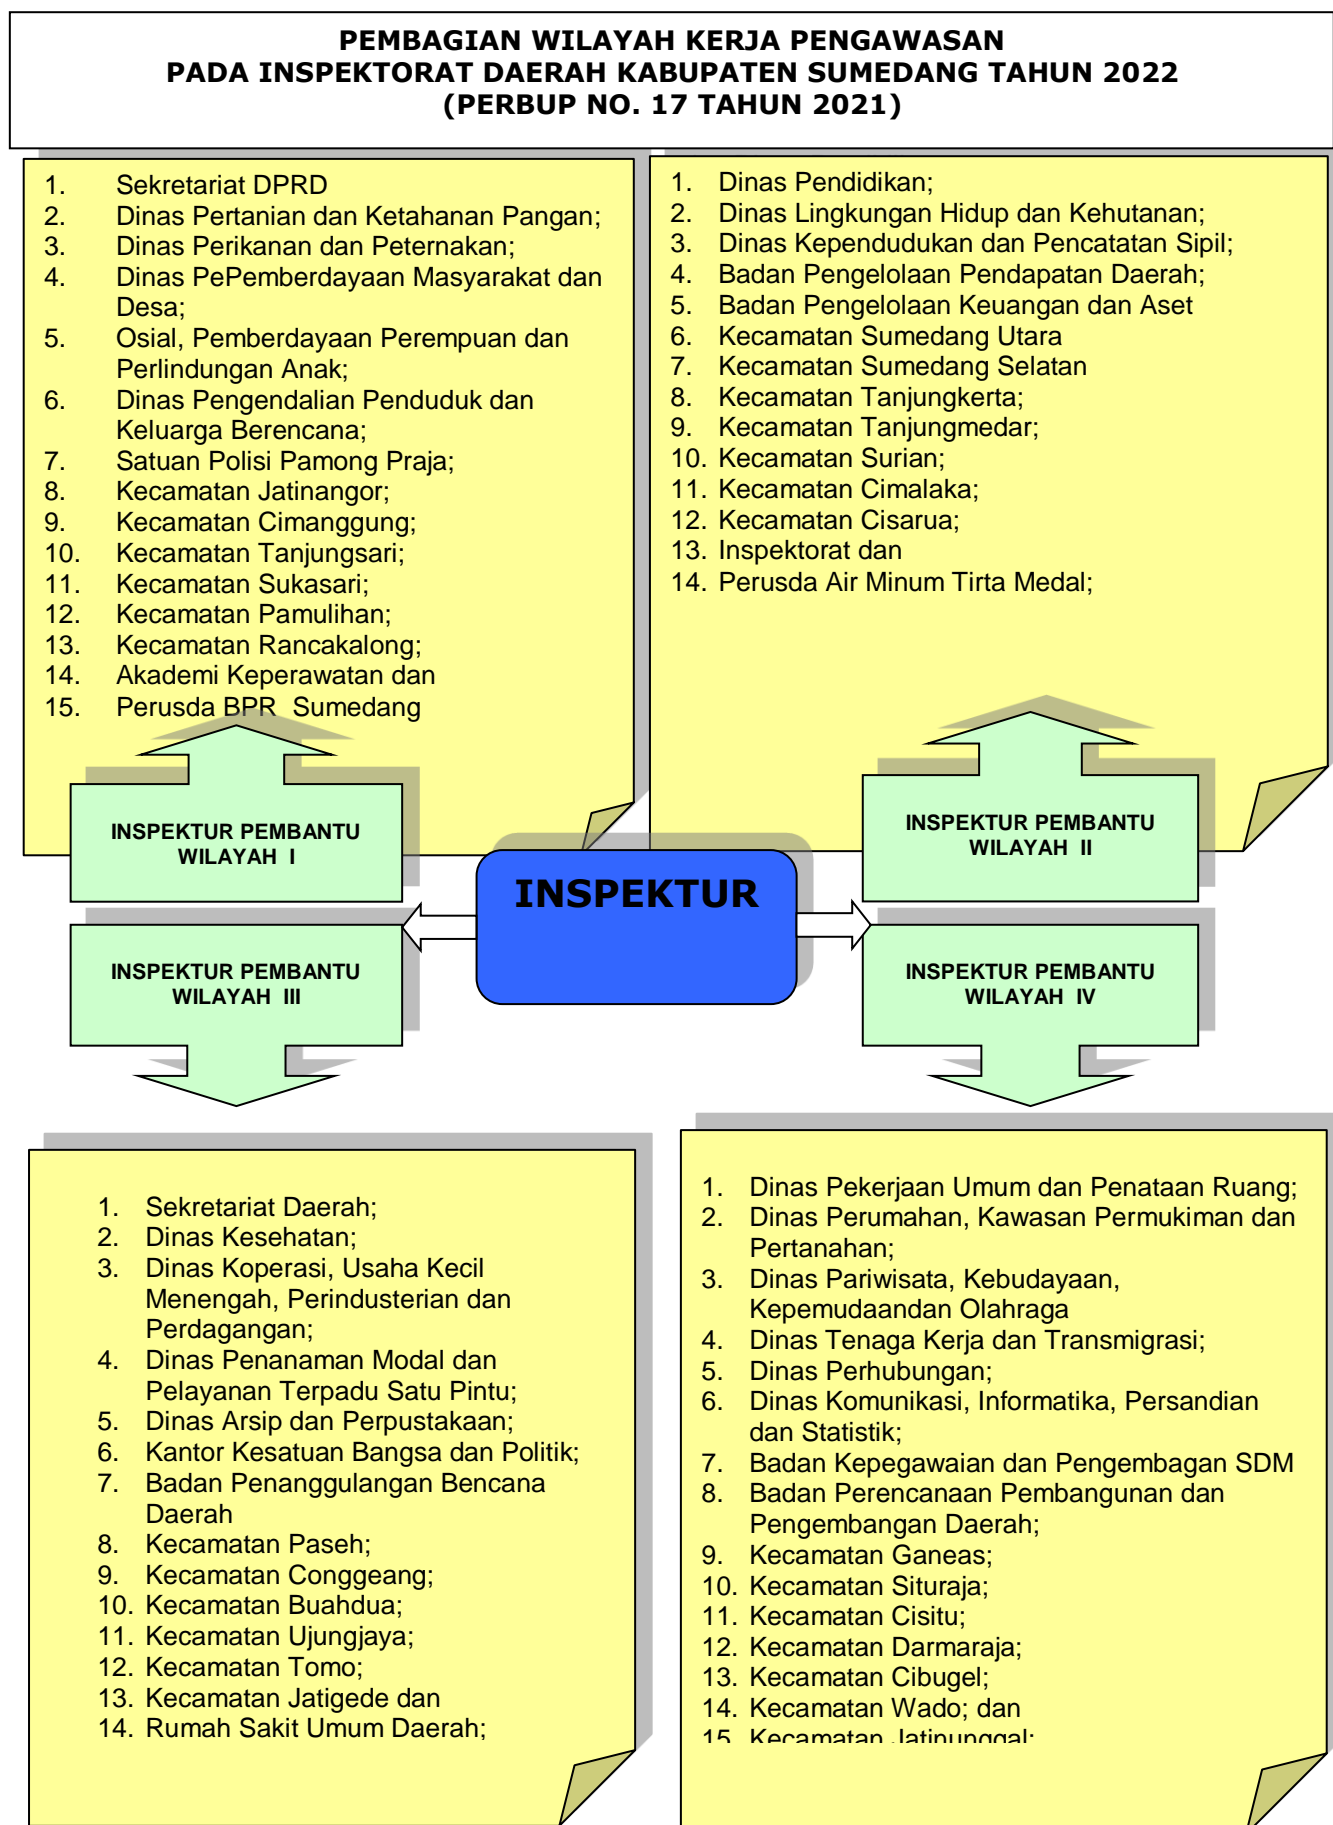 PEMBAGIAN WILAYAH KERJA PENGAWASAN
PADA INSPEKTORAT DAERAH KABUPATEN SUMEDANG TAHUN 2022
(PERBUP NO. 17 TAHUN 2021)
1. Sekretariat DPRD
2. Dinas Pertanian dan Ketahanan Pangan;
3. Dinas Perikanan dan Peternakan;
4. Dinas PePemberdayaan Masyarakat dan
Desa;
5. Osial, Pemberdayaan Perempuan dan
Perlindungan Anak;
6. Dinas Pengendalian Penduduk dan
Keluarga Berencana;
7. Satuan Polisi Pamong Praja;
8. Kecamatan Jatinangor;
9. Kecamatan Cimanggung;
10. Kecamatan Tanjungsari;
11. Kecamatan Sukasari;
12. Kecamatan Pamulihan;
13. Kecamatan Rancakalong;
14. Akademi Keperawatan dan
15. Perusda BPR Sumedang
1. Dinas Pendidikan;
2. Dinas Lingkungan Hidup dan Kehutanan;
3. Dinas Kependudukan dan Pencatatan Sipil;
4. Badan Pengelolaan Pendapatan Daerah;
5. Badan Pengelolaan Keuangan dan Aset
6. Kecamatan Sumedang Utara
7. Kecamatan Sumedang Selatan
8. Kecamatan Tanjungkerta;
9. Kecamatan Tanjungmedar;
10. Kecamatan Surian;
11. Kecamatan Cimalaka;
12. Kecamatan Cisarua;
13. Inspektorat dan
14. Perusda Air Minum Tirta Medal;
INSPEKTUR PEMBANTU
WILAYAH I
INSPEKTUR PEMBANTU
WILAYAH II
INSPEKTUR
INSPEKTUR PEMBANTU
WILAYAH III
INSPEKTUR PEMBANTU
WILAYAH IV
1. Sekretariat Daerah;
2. Dinas Kesehatan;
3. Dinas Koperasi, Usaha Kecil
Menengah, Perindusterian dan
Perdagangan;
4. Dinas Penanaman Modal dan
Pelayanan Terpadu Satu Pintu;
5. Dinas Arsip dan Perpustakaan;
6. Kantor Kesatuan Bangsa dan Politik;
7. Badan Penanggulangan Bencana
Daerah
8. Kecamatan Paseh;
9. Kecamatan Conggeang;
10. Kecamatan Buahdua;
11. Kecamatan Ujungjaya;
12. Kecamatan Tomo;
13. Kecamatan Jatigede dan
14. Rumah Sakit Umum Daerah;
1. Dinas Pekerjaan Umum dan Penataan Ruang;
2. Dinas Perumahan, Kawasan Permukiman dan
Pertanahan;
3. Dinas Pariwisata, Kebudayaan,
Kepemudaandan Olahraga
4. Dinas Tenaga Kerja dan Transmigrasi;
5. Dinas Perhubungan;
6. Dinas Komunikasi, Informatika, Persandian
dan Statistik;
7. Badan Kepegawaian dan Pengembagan SDM
8. Badan Perencanaan Pembangunan dan
Pengembangan Daerah;
9. Kecamatan Ganeas;
10. Kecamatan Situraja;
11. Kecamatan Cisitu;
12. Kecamatan Darmaraja;
13. Kecamatan Cibugel;
14. Kecamatan Wado; dan
15. Kecamatan Jatinunggal;